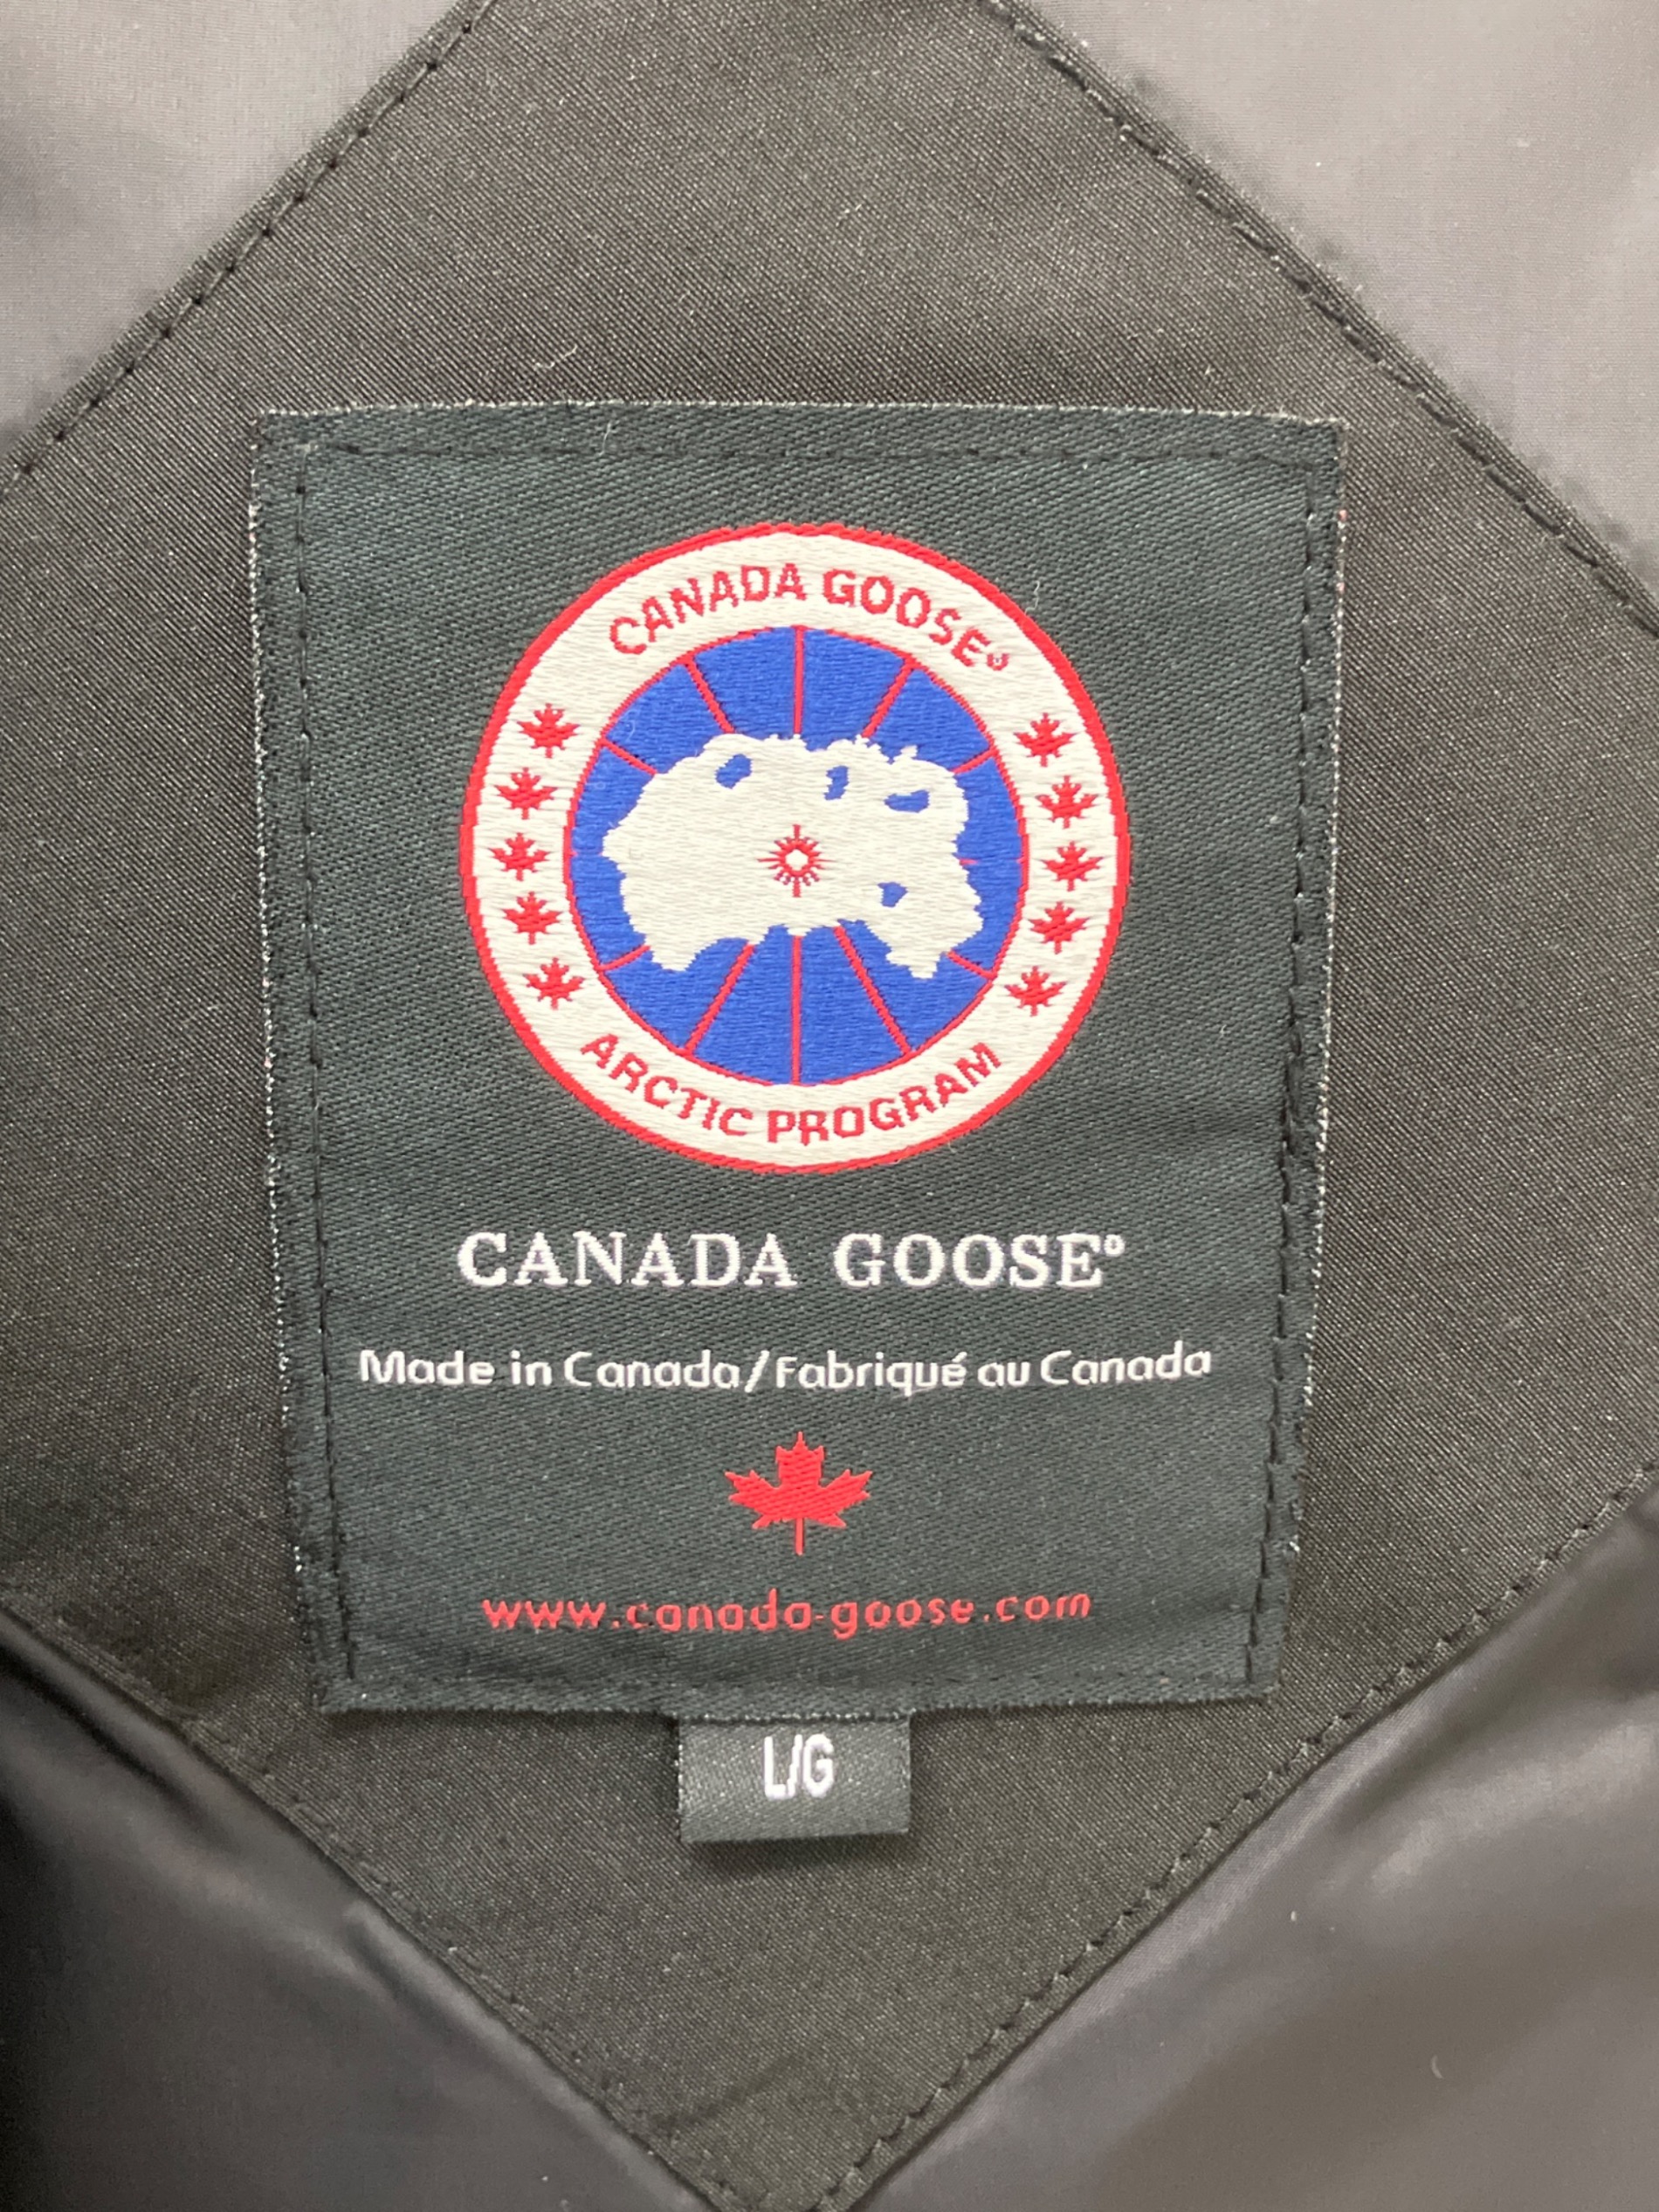 CANADA GOOSE®
ARCTIC PROGRAM
CANADA GOOSE®
Made in Canada/Fabriqué au Canada
www.canada-goose.com
L/G